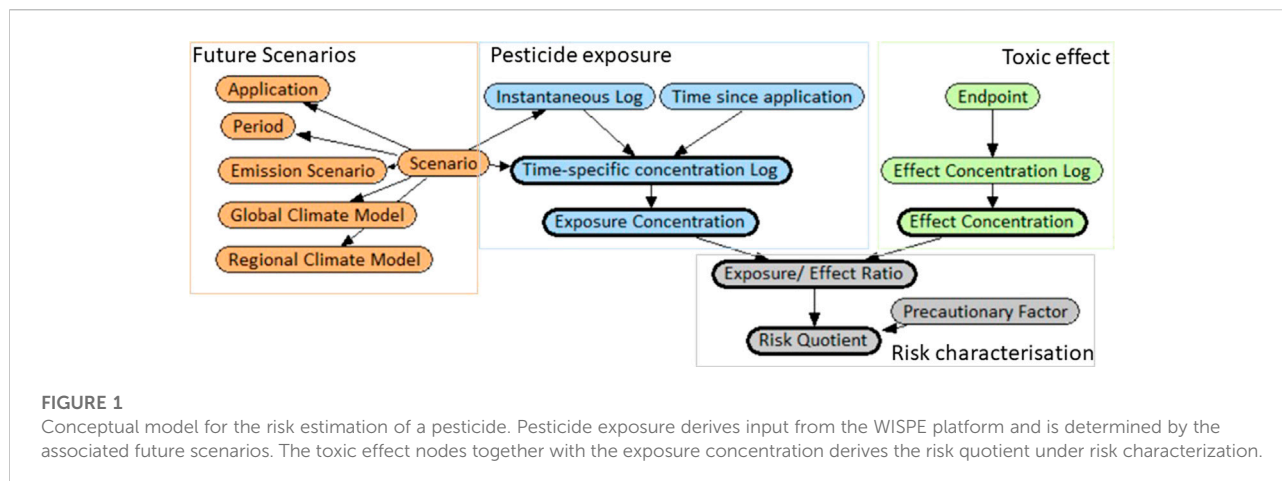 Future Scenarios
Application
Period
Emission Scenario
Scenario
Global Climate Model
Regional Climate Model
Pesticide exposure
Instantaneous Log
Time since application
Time-specific concentration Log
Exposure Concentration
Toxic effect
Endpoint
Effect Concentration Log
Effect Concentration
Exposure/ Effect Ratio
Precautionary Factor
Risk Quotient
Risk characterisation
FIGURE 1
Conceptual model for the risk estimation of a pesticide. Pesticide exposure derives input from the WISPE platform and is determined by the
associated future scenarios. The toxic effect nodes together with the exposure concentration derives the risk quotient under risk characterization.